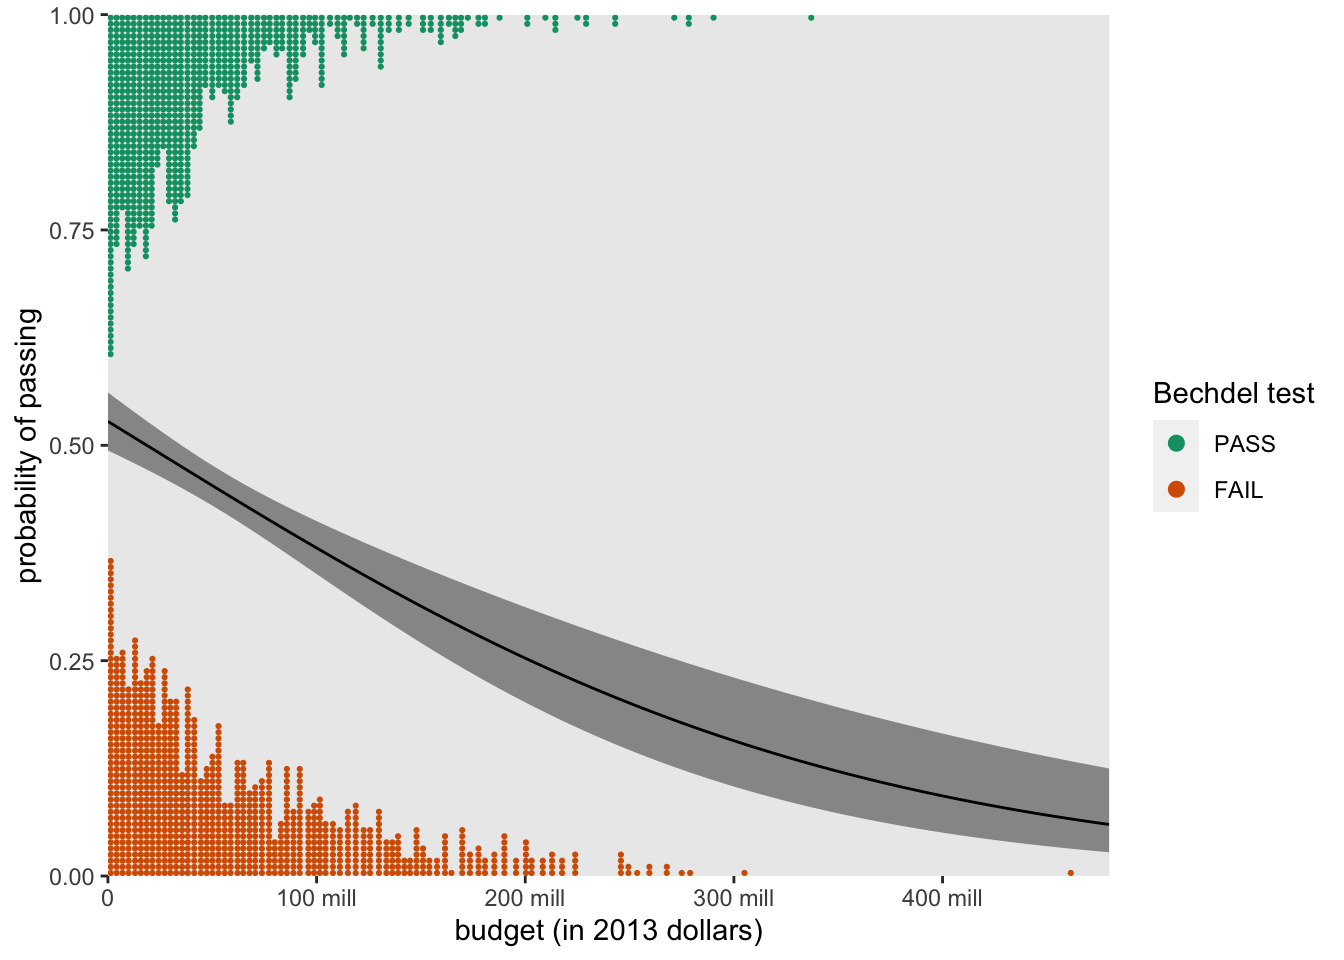 1.00
0.75
0.50
0.25
0.00
probability of passing
0
100 mill
200 mill
300 mill
400 mill
budget (in 2013 dollars)
Bechdel test
PASS
FAIL